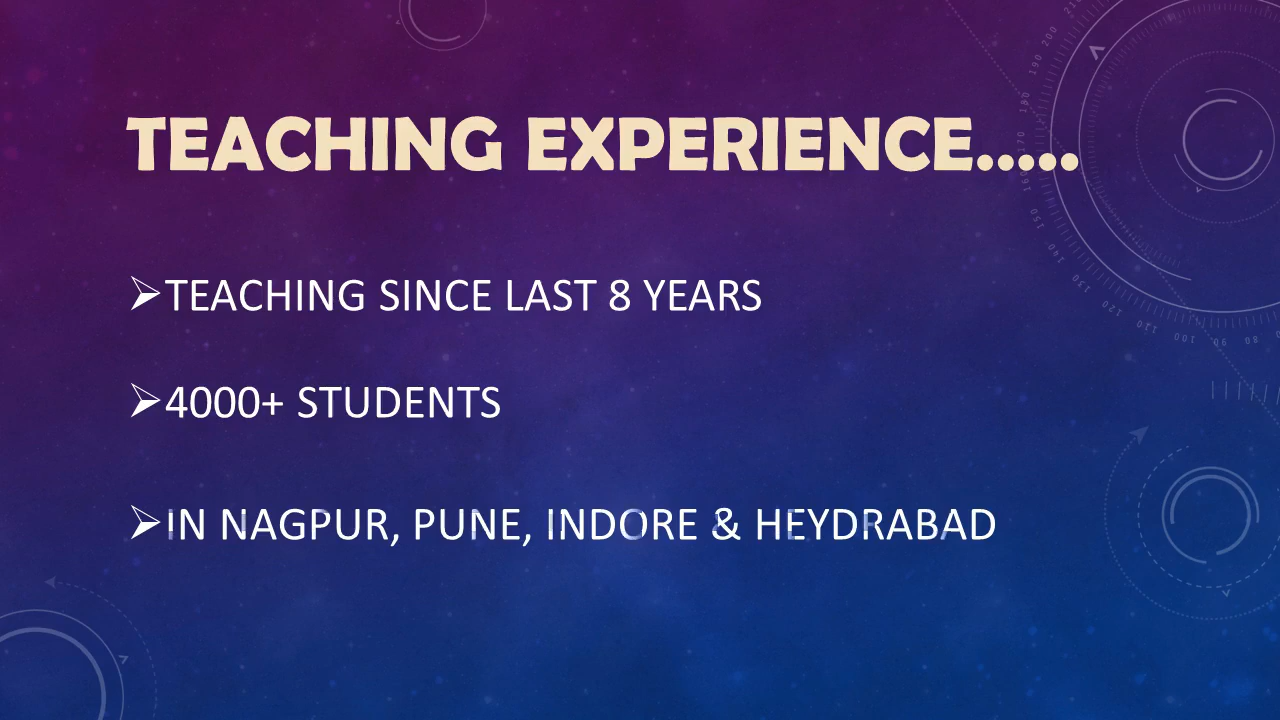 TEACHING EXPERIENCE.....
➢TEACHING SINCE LAST 8 YEARS
➢4000+ STUDENTS
➢IN NAGPUR, PUNE, INDORE & HEYDRABAD